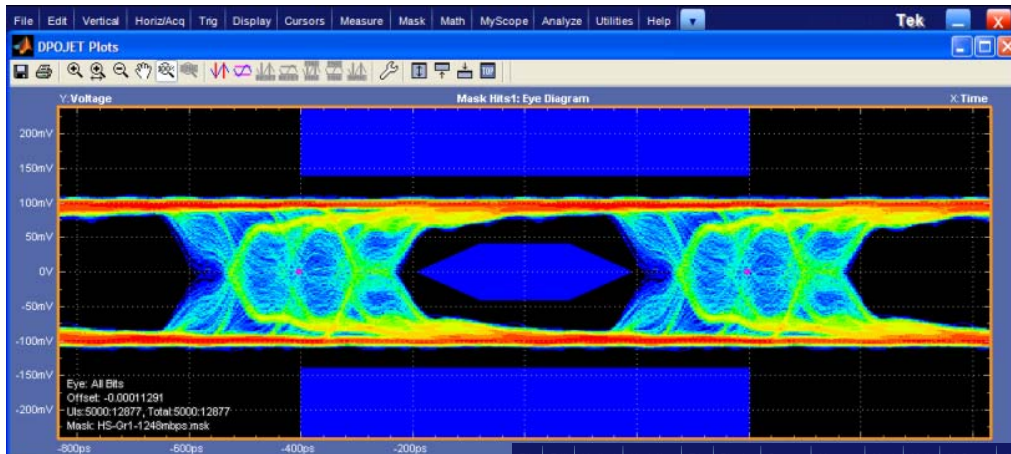 File Edit Vertical Horiz/Acq Trig Display Cursors Measure Mask Math MyScope Analyze Utilities Help Tek
DPOJET Plots
TOP
Y:Voltage Mask Hits1: Eye Diagram X:Time
200mV
150mV
100mV
50mV
0V
-50mV
-100mV
-150mV
-200mV
Eye: All Bits
Offset: -0.00011291
UIs:5000:12877, Total:5000:12877
Mask: HS-Gr1-1248mbps.msk
-800ps -600ps -400ps -200ps